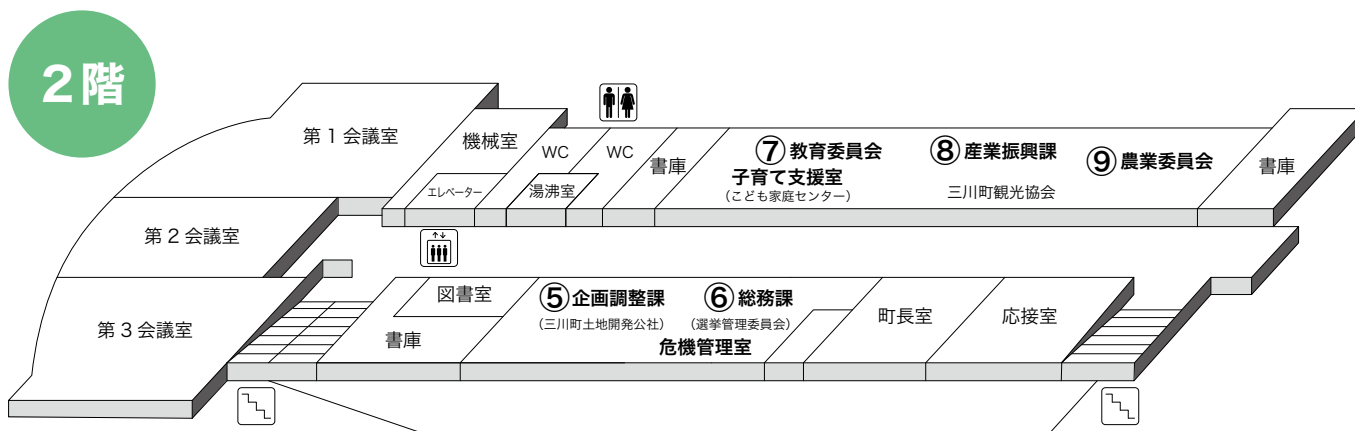 2階
第1会議室
機械室
エレベーター
WC
湯沸室
WC
書庫
⑦教育委員会
子育て支援室
（こども家庭センター）
⑧産業振興課
三川町観光協会
⑨農業委員会
書庫
第2会議室
第3会議室
図書室
書庫
⑤企画調整課
（三川町土地開発公社）
⑥総務課
（選挙管理委員会）
危機管理室
町長室
応接室